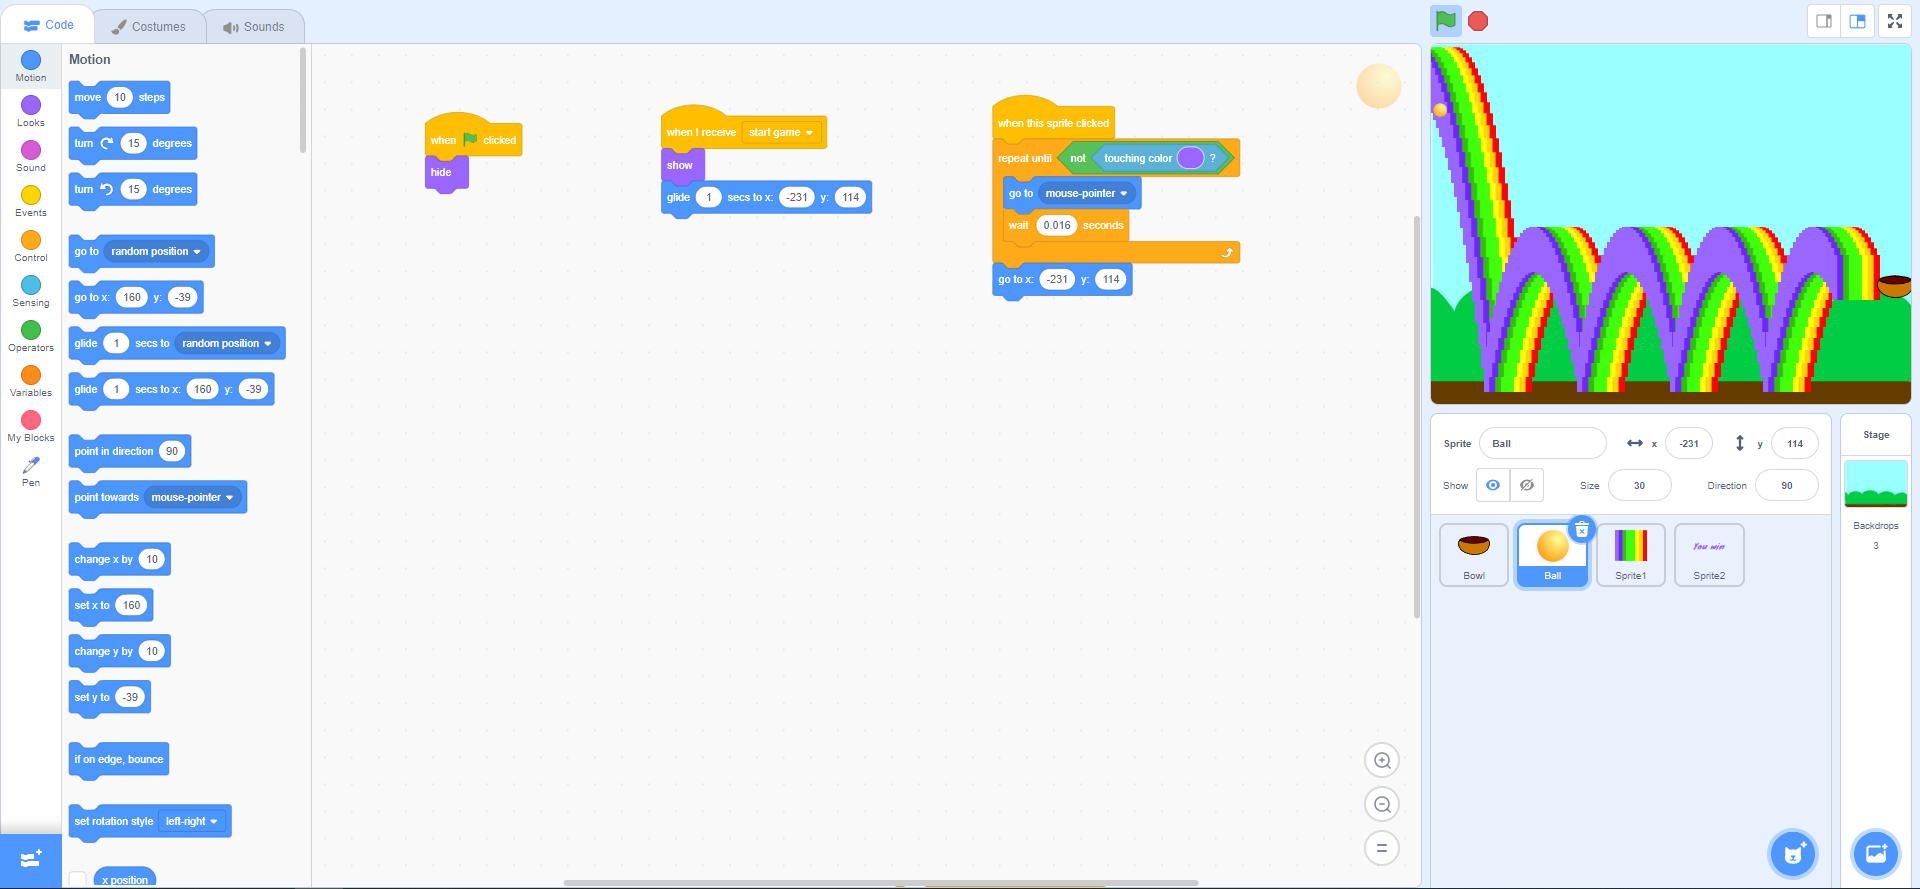 Code
Costumes
Sounds
Motion
Looks
Sound
Events
Control
Sensing
Operators
Variables
My Blocks
Pen
Motion
move 10 steps
turn 15 degrees
turn 15 degrees
go to random position
go to x: 160 y: -39
glide 1 secs to random position
glide 1 secs to x: 160 y: -39
point in direction 90
point towards mouse-pointer
change x by 10
set x to 160
change y by 10
set y to -39
if on edge, bounce
set rotation style left-right
x position
when clicked
hide
when I receive start game
show
glide 1 secs to x: -231 y: 114
when this sprite clicked
repeat until not touching color ?
go to mouse-pointer
wait 0.016 seconds
go to x: -231 y: 114
Sprite Ball x -231 y 114
Show Size 30 Direction 90
Bowl
Ball
Sprite1
You win
Sprite2
Stage
Backdrops
3